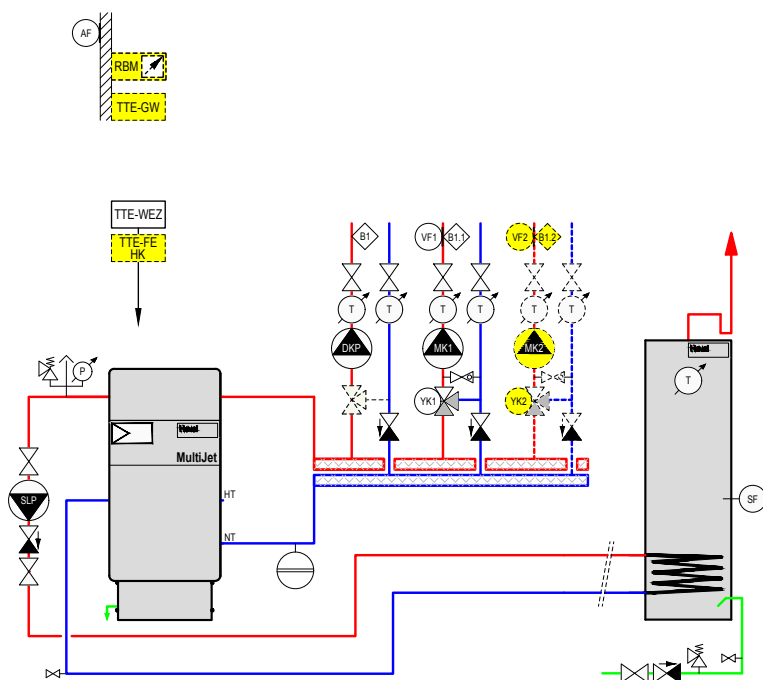 AF
RBM
TTE-GW
TTE-WEZ
TTE-FE
HK
B1
VF1
B1.1
VF2
B1.2
T
T
T
T
T
T
DKP
MK1
MK2
YK1
YK2
P
T
MultiJet
SLP
HT
NT
SF